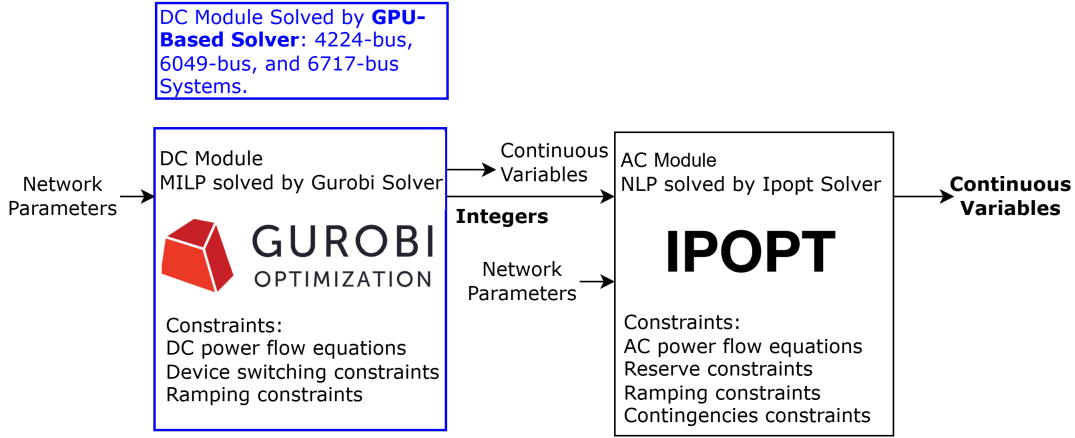 DC Module Solved by GPU-
Based Solver: 4224-bus,
6049-bus, and 6717-bus
Systems.
Network
Parameters
DC Module
MILP solved by Gurobi Solver
GUROBI
OPTIMIZATION
Constraints:
DC power flow equations
Device switching constraints
Ramping constraints
Continuous
Variables
Integers
Network
Parameters
AC Module
NLP solved by Ipopt Solver
IPOPT
Constraints:
AC power flow equations
Reserve constraints
Ramping constraints
Contingencies constraints
Continuous
Variables